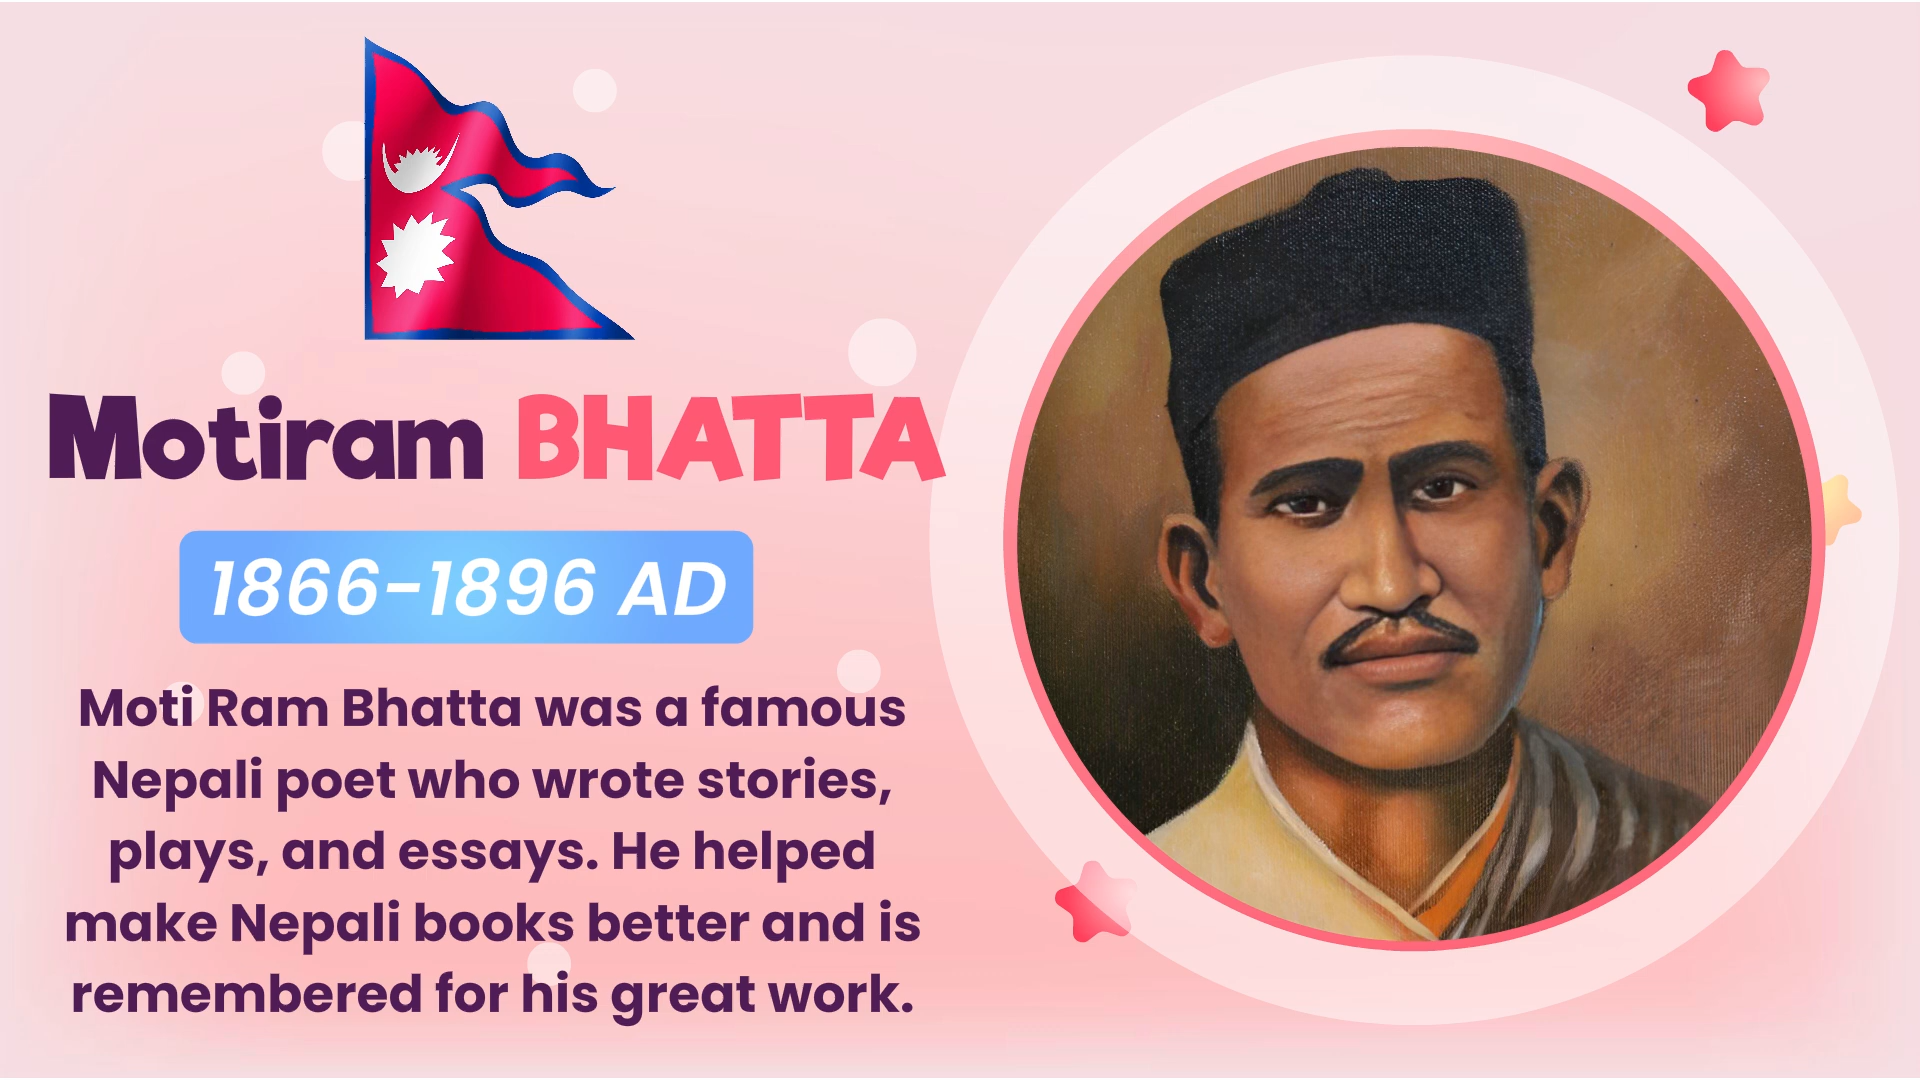 Motiram BHATTA
1866-1896 AD
Moti Ram Bhatta was a famous
Nepali poet who wrote stories,
plays, and essays. He helped
make Nepali books better and is
remembered for his great work.